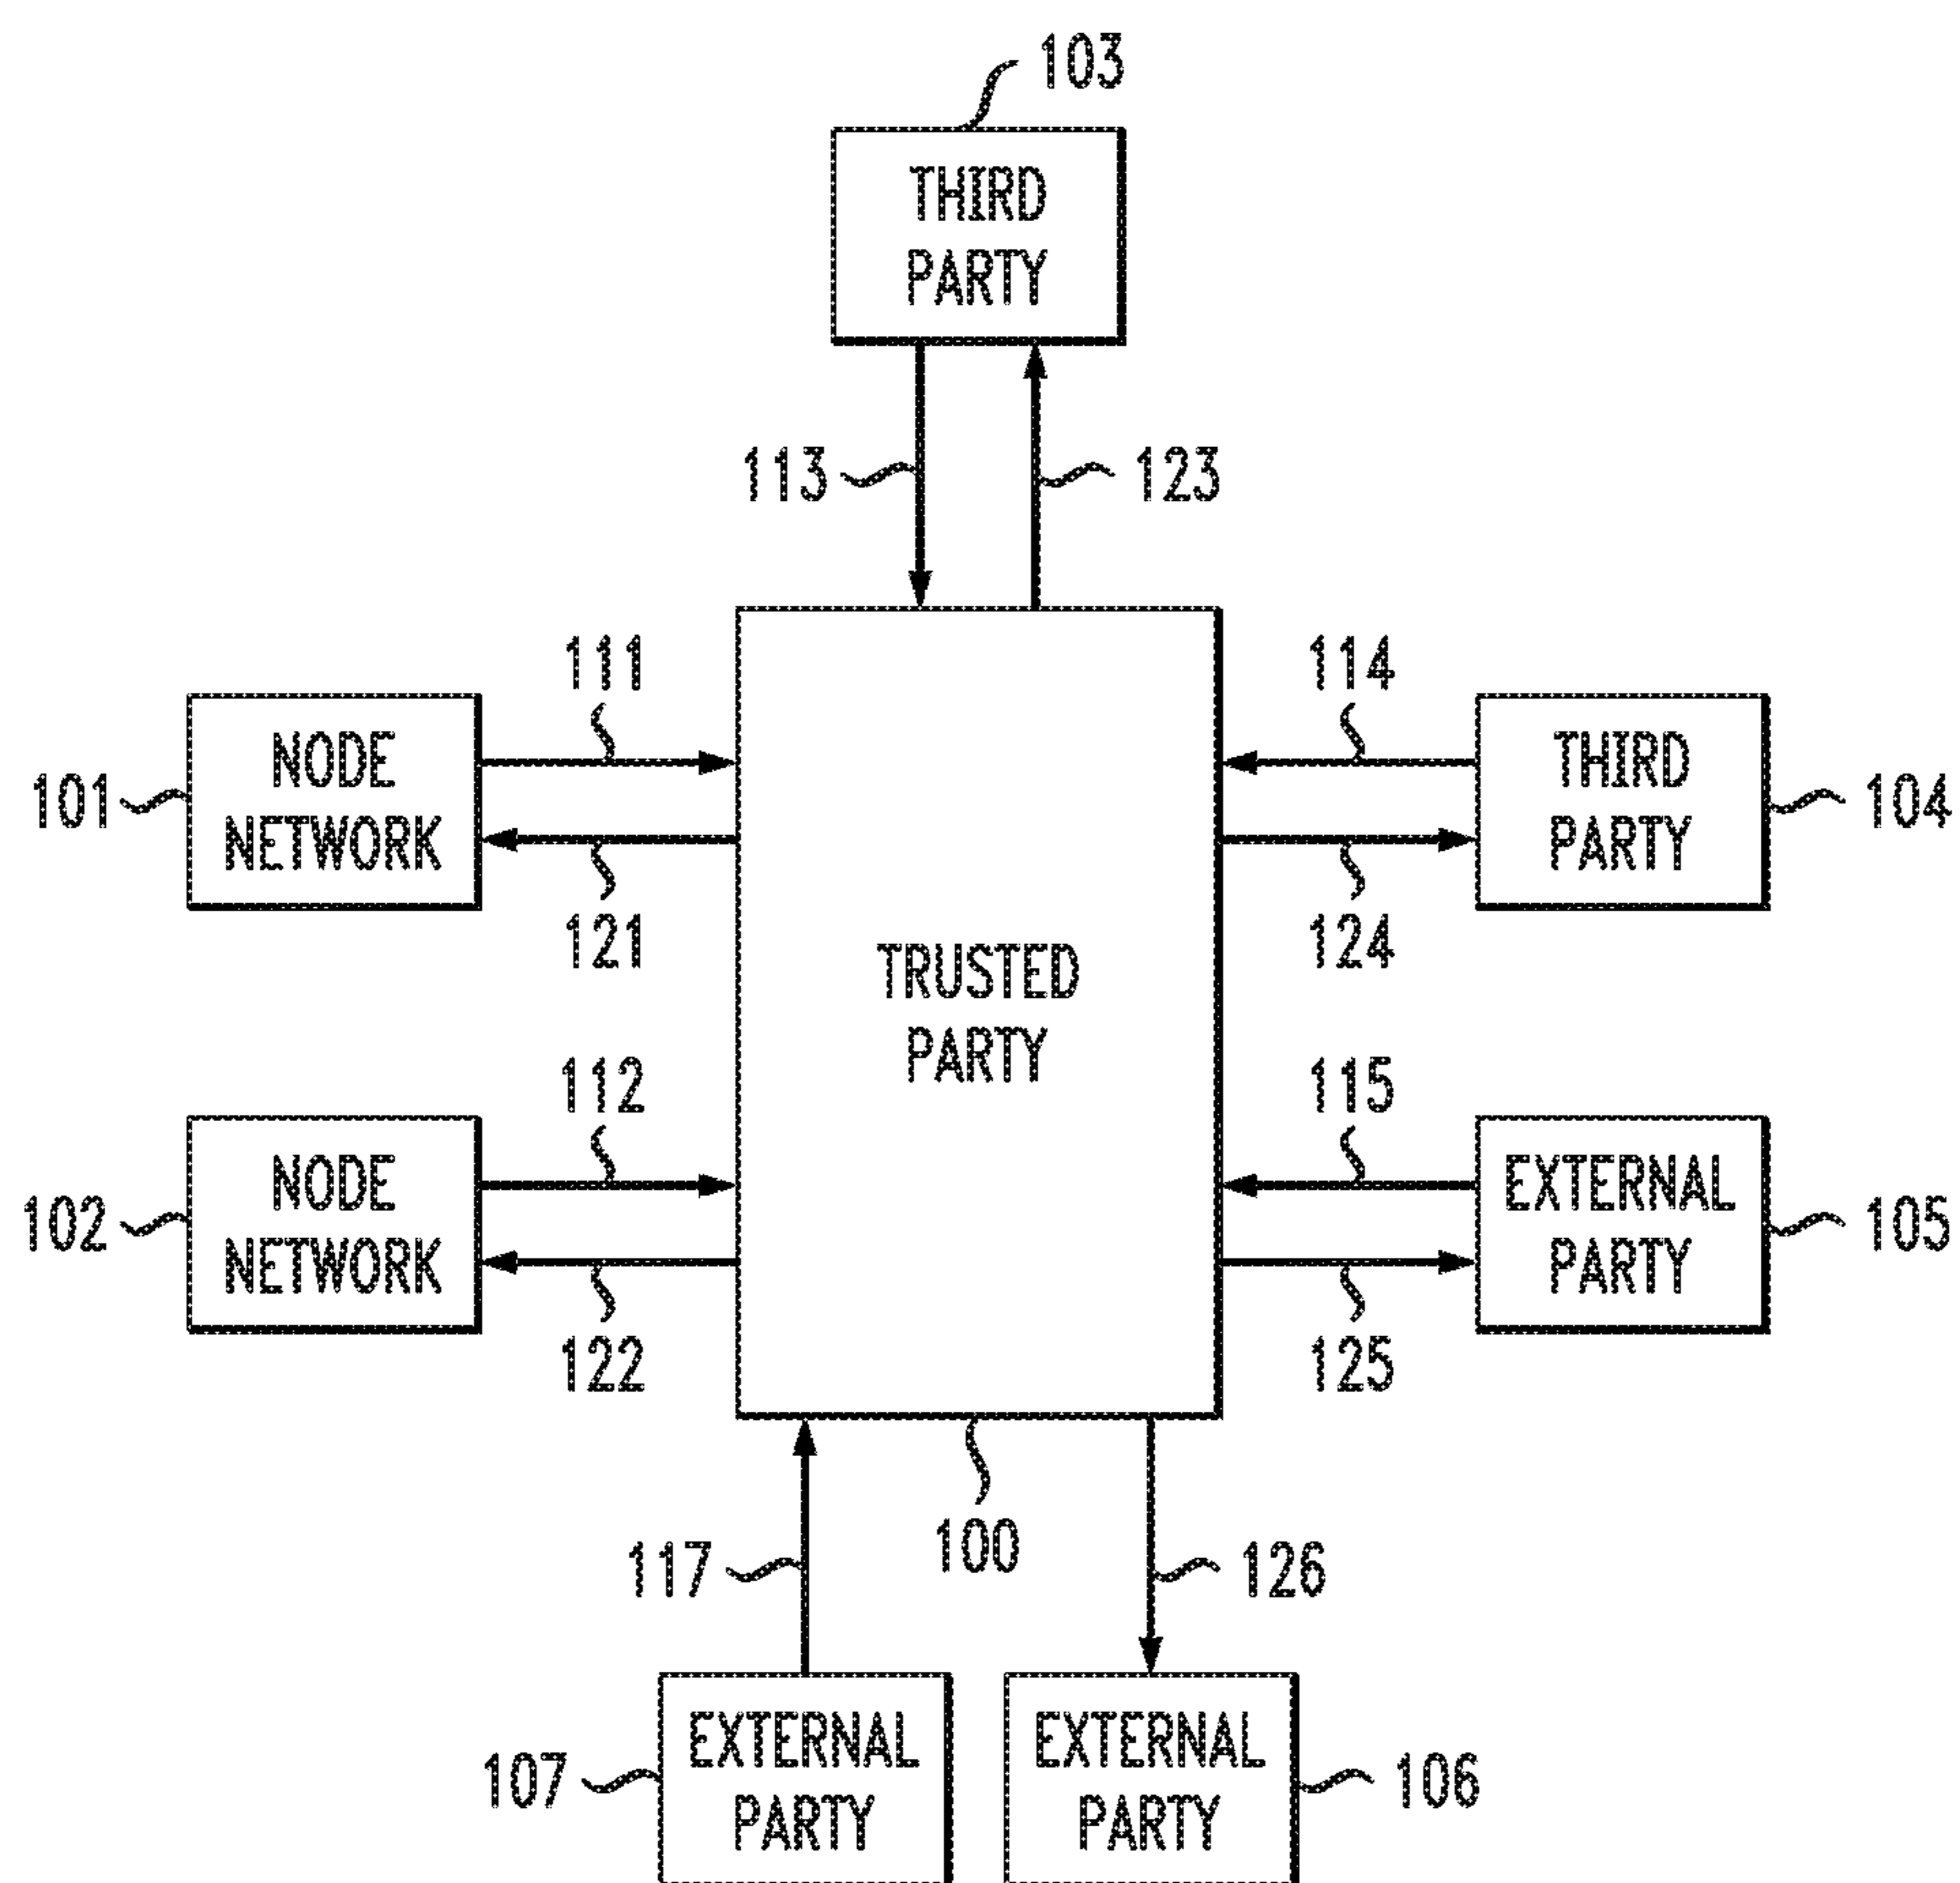 103
THIRD
PARTY
113
123
111
114
101
NODE
NETWORK
THIRD
PARTY
104
121
124
TRUSTED
PARTY
112
115
102
NODE
NETWORK
EXTERNAL
PARTY
105
122
125
117
100
126
107
EXTERNAL
PARTY
EXTERNAL
PARTY
106